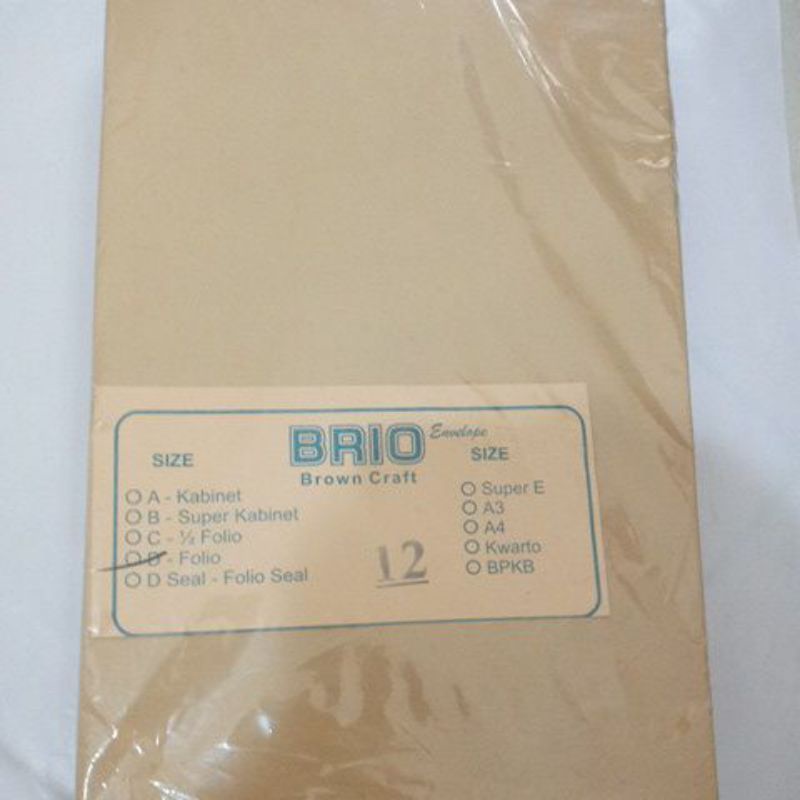 BRIO Envelope
Brown Craft
SIZE
A - Kabinet
B - Super Kabinet
C - ½ Folio
D - Folio
D Seal - Folio Seal
12
SIZE
Super E
A3
A4
Kwarto
BPKB